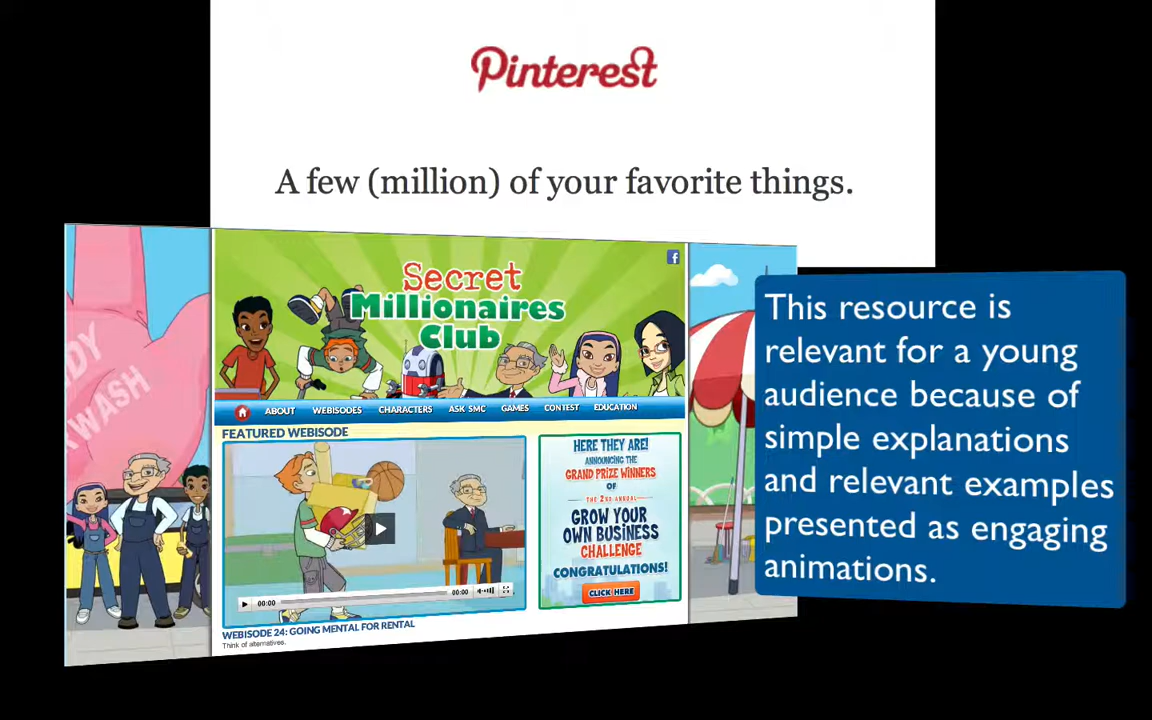 Pinterest
A few (million) of your favorite things.
Secret
Millionaires
Club
f
ABOUT WEBISODES CHARACTERS ASK SMC GAMES CONTEST EDUCATION
FEATURED WEBISODE
00:00 00:00
WEBISODE 24: GOING MENTAL FOR RENTAL
Think of alternatives.
HERE THEY ARE!
ANNOUNCING THE
GRAND PRIZE WINNERS
OF
THE 2ND ANNUAL
GROW YOUR
OWN BUSINESS
CHALLENGE
CONGRATULATIONS!
CLICK HERE
WASH
This resource is
relevant for a young
audience because of
simple explanations
and relevant examples
presented as engaging
animations.